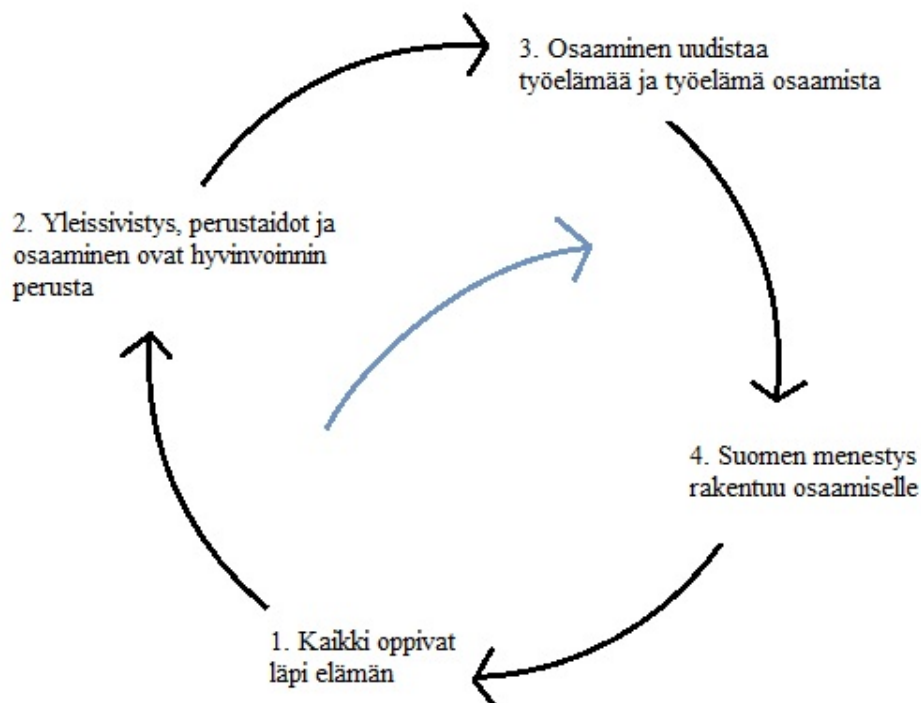 3. Osaaminen uudistaa
työelämää ja työelämä osaamista
2. Yleissivistys, perustaidot ja
osaaminen ovat hyvinvoinnin
perusta
4. Suomen menestys
rakentuu osaamiselle
1. Kaikki oppivat
läpi elämän